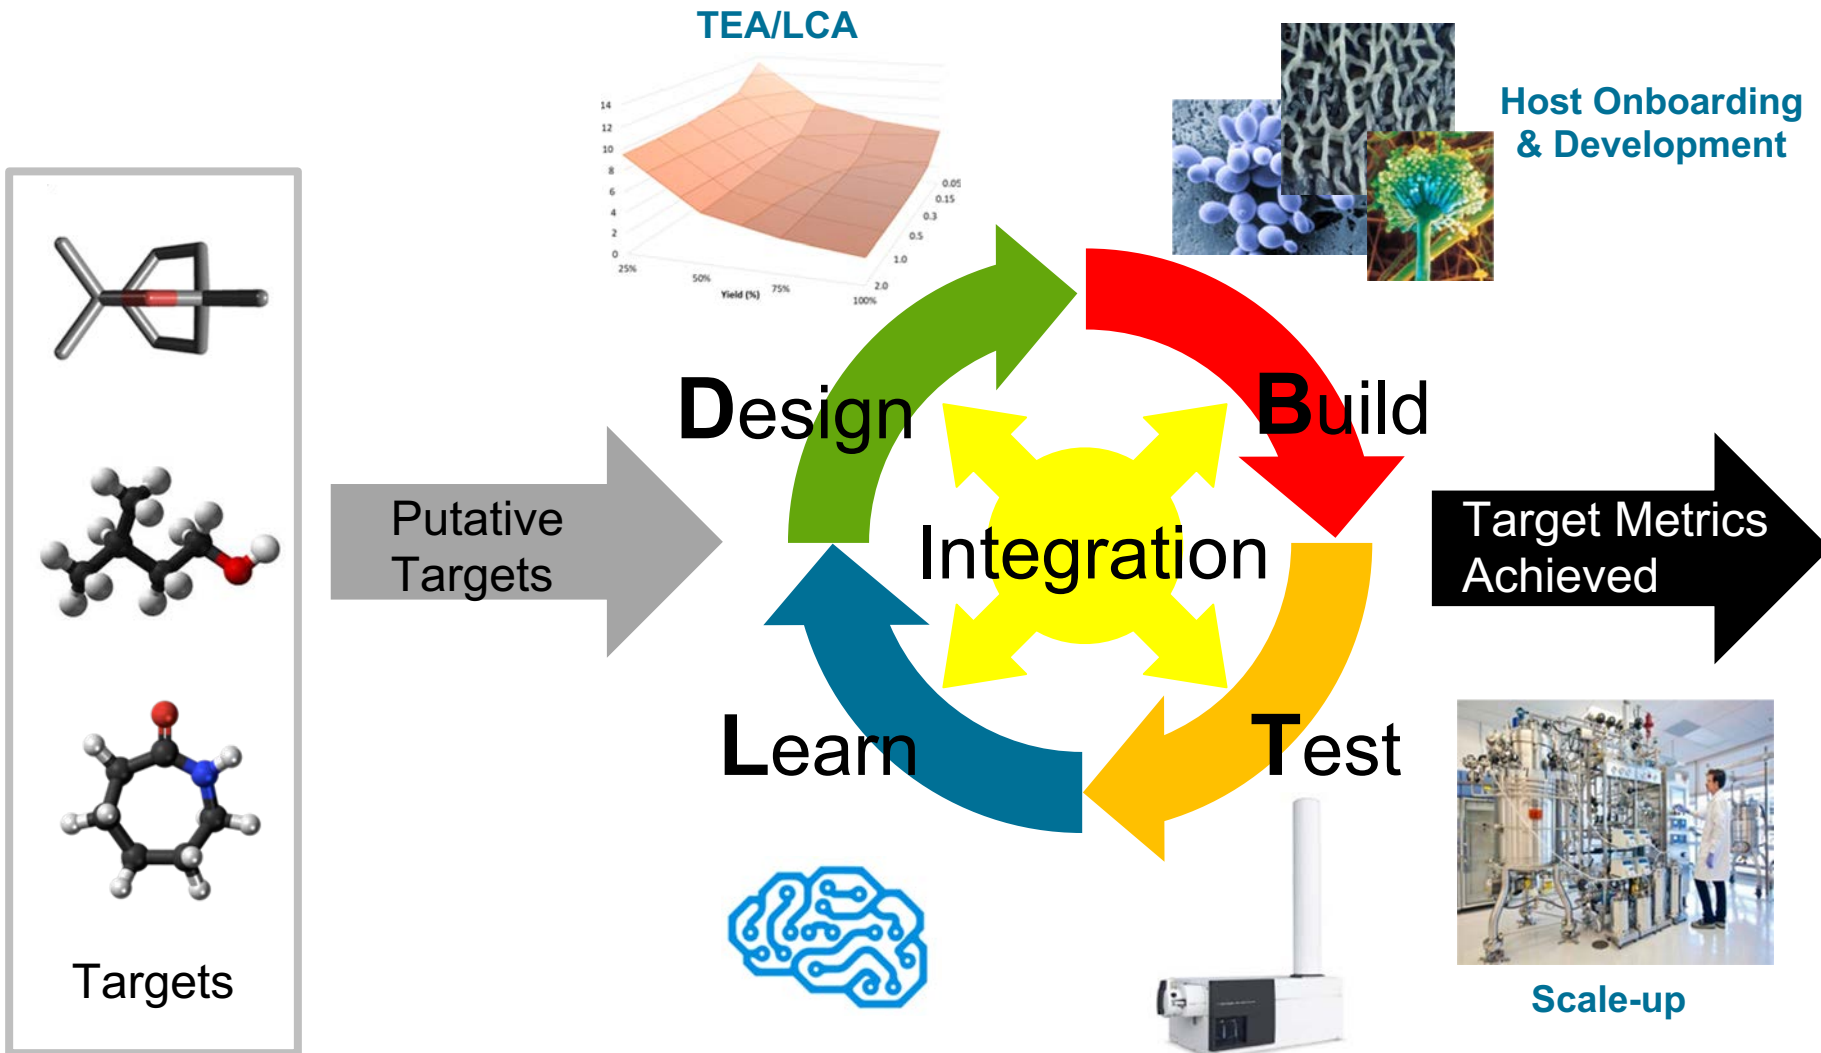 TEA/LCA
14
12
10
8
6
4
2
0
25%
50%
75%
100%
Yield (%)
0.05
0.15
0.3
0.5
1.0
2.0
Host Onboarding
& Development
Design
Build
Putative
Targets
Integration
Target Metrics
Achieved
Learn
Test
Targets
Scale-up